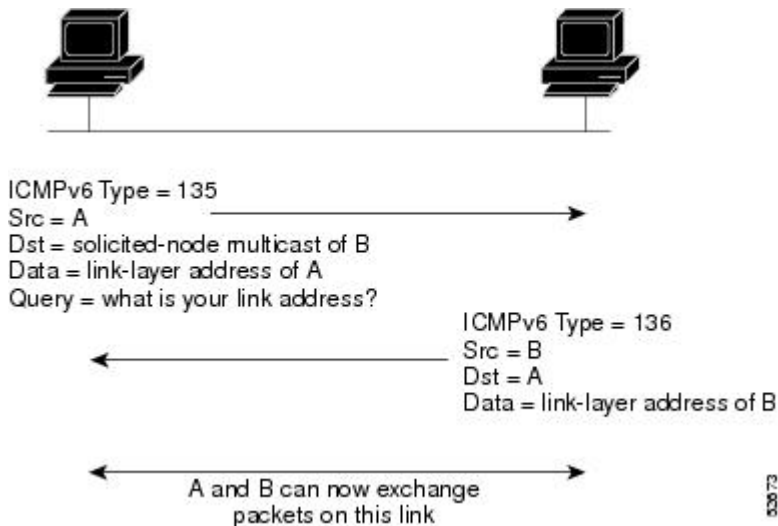 ICMPv6 Type = 135
Src = A
Dst = solicited-node multicast of B
Data = link-layer address of A
Query = what is your link address?
ICMPv6 Type = 136
Src = B
Dst = A
Data = link-layer address of B
A and B can now exchange
packets on this link
52673